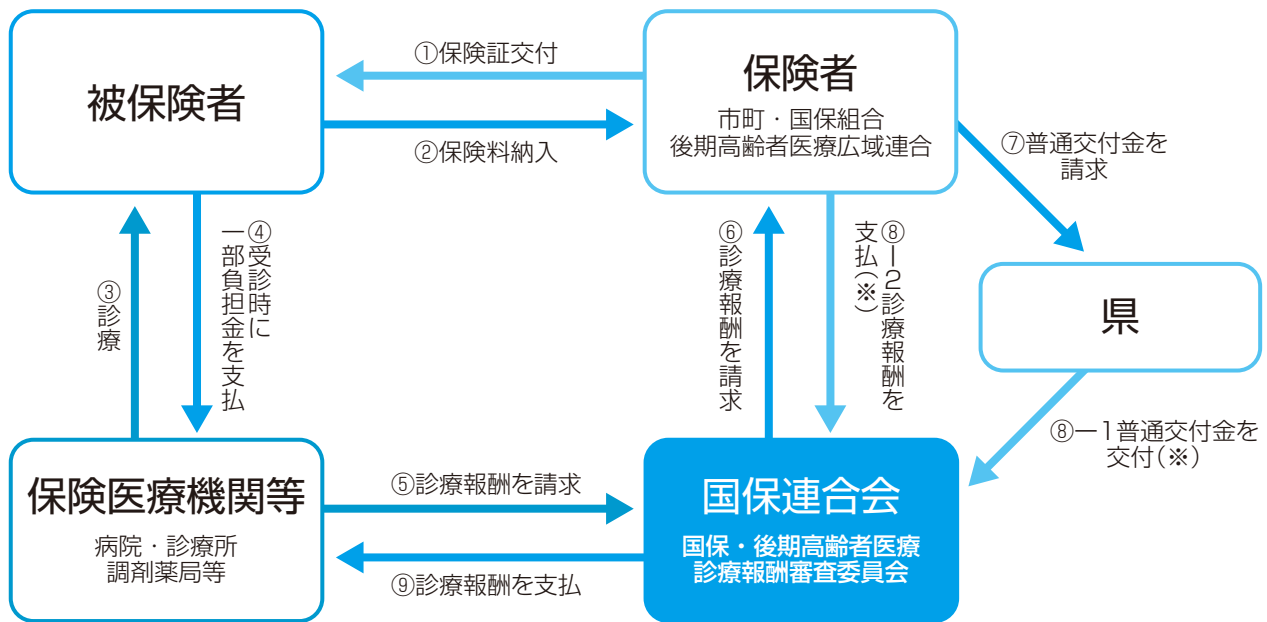 ①保険証交付
被保険者
②保険料納入
保険者
市町・国保組合
後期高齢者医療広域連合
⑦普通交付金を
請求
③診療
④受診時に
一部負担金を支払
⑥診療報酬を請求
⑧ー2診療報酬を
支払(※)
県
⑧ー1普通交付金を
交付(※)
保険医療機関等
病院・診療所
調剤薬局等
⑤診療報酬を請求
⑨診療報酬を支払
国保連合会
国保・後期高齢者医療
診療報酬審査委員会